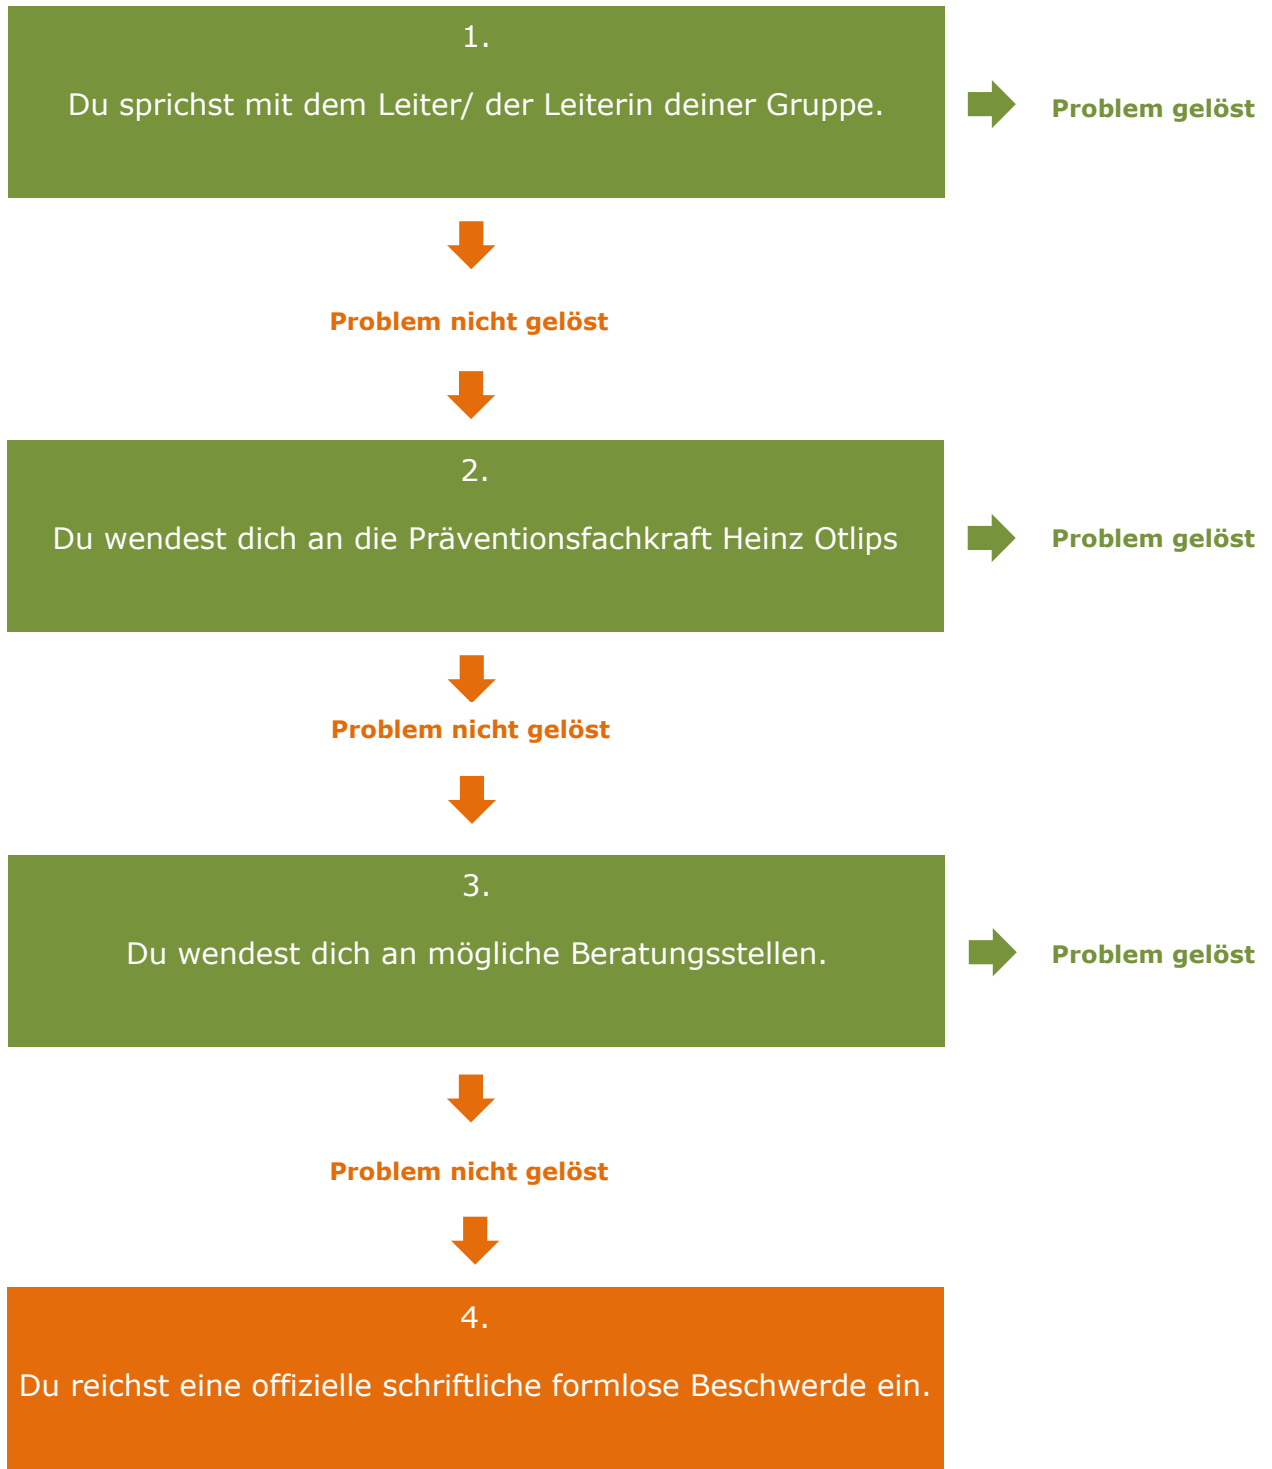 1.
Du sprichst mit dem Leiter/ der Leiterin deiner Gruppe.
Problem gelöst
Problem nicht gelöst
2.
Du wendest dich an die Präventionsfachkraft Heinz Otlips
Problem gelöst
Problem nicht gelöst
3.
Du wendest dich an mögliche Beratungsstellen.
Problem gelöst
Problem nicht gelöst
4.
Du reichst eine offizielle schriftliche formlose Beschwerde ein.